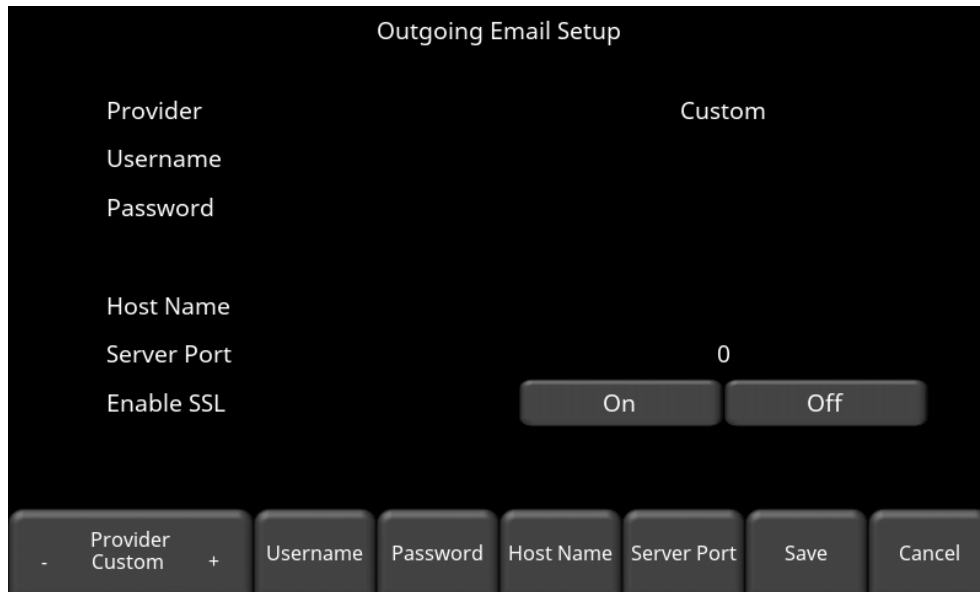 Outgoing Email Setup
Provider Custom
Username
Password
Host Name
Server Port 0
Enable SSL On Off
Provider
- Custom + Username Password Host Name Server Port Save Cancel